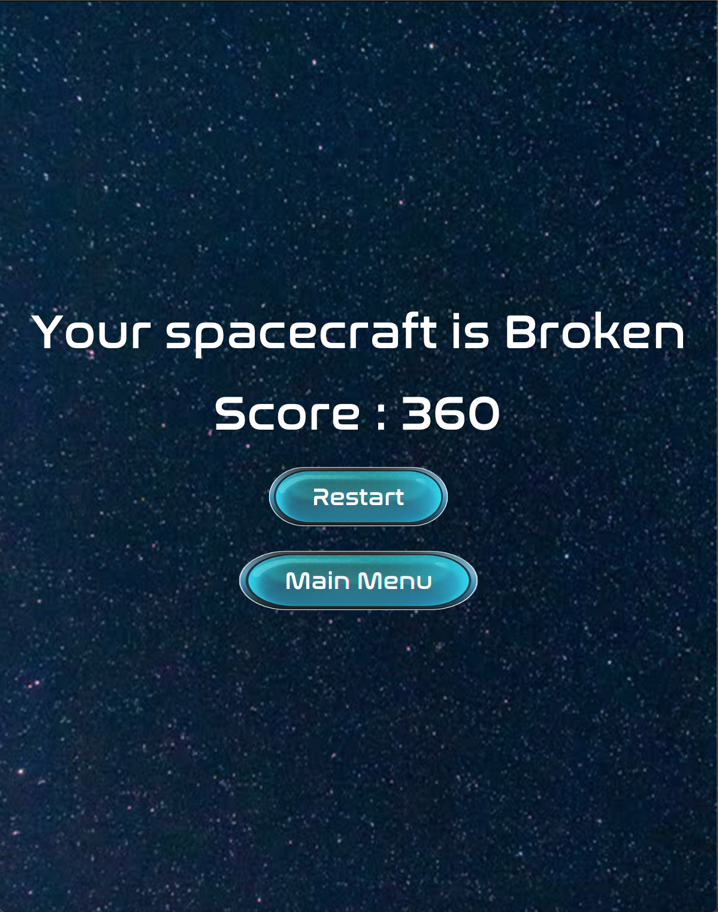 Your spacecraft is Broken
Score : 360
Restart
Main Menu